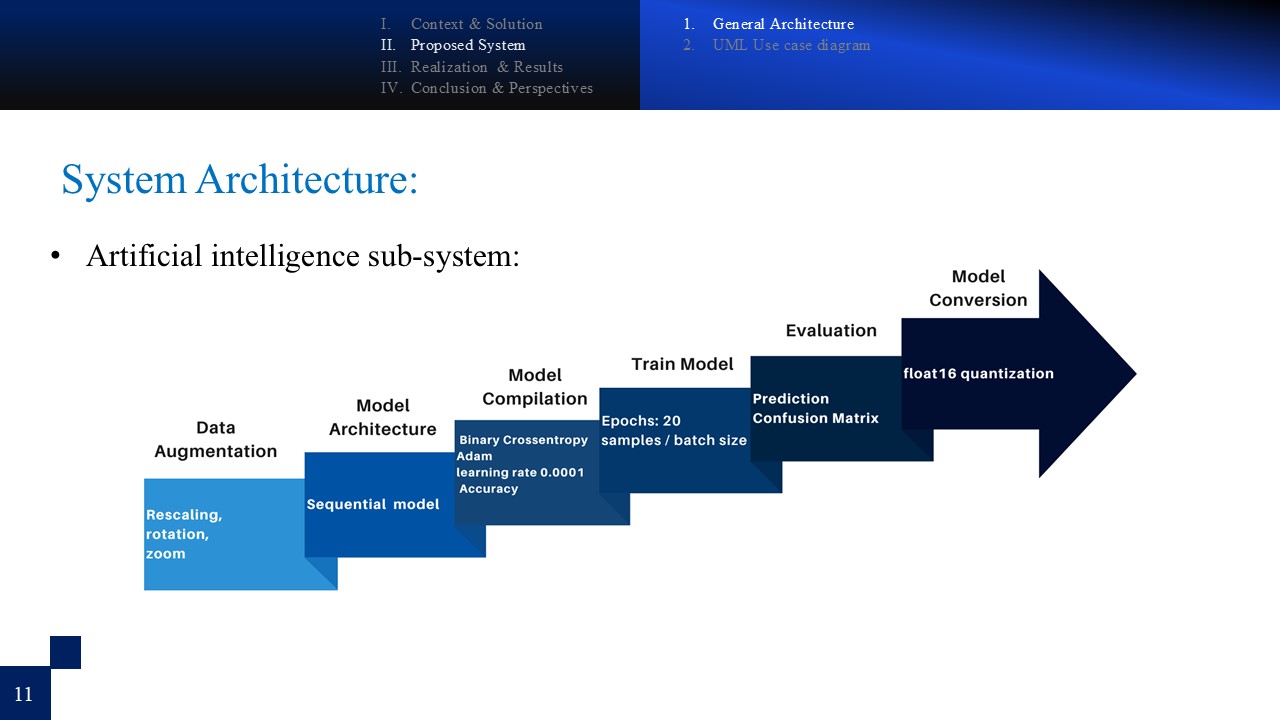 I. Context & Solution
II. Proposed System
III. Realization & Results
IV. Conclusion & Perspectives
1. General Architecture
2. UML Use case diagram
System Architecture:
• Artificial intelligence sub-system:
Data
Augmentation
Rescaling,
rotation,
zoom
Model
Architecture
Sequential model
Model
Compilation
Binary Crossentropy
Adam
learning rate 0.0001
Accuracy
Train Model
Epochs: 20
samples / batch size
Evaluation
Prediction
Confusion Matrix
Model
Conversion
float16 quantization
11